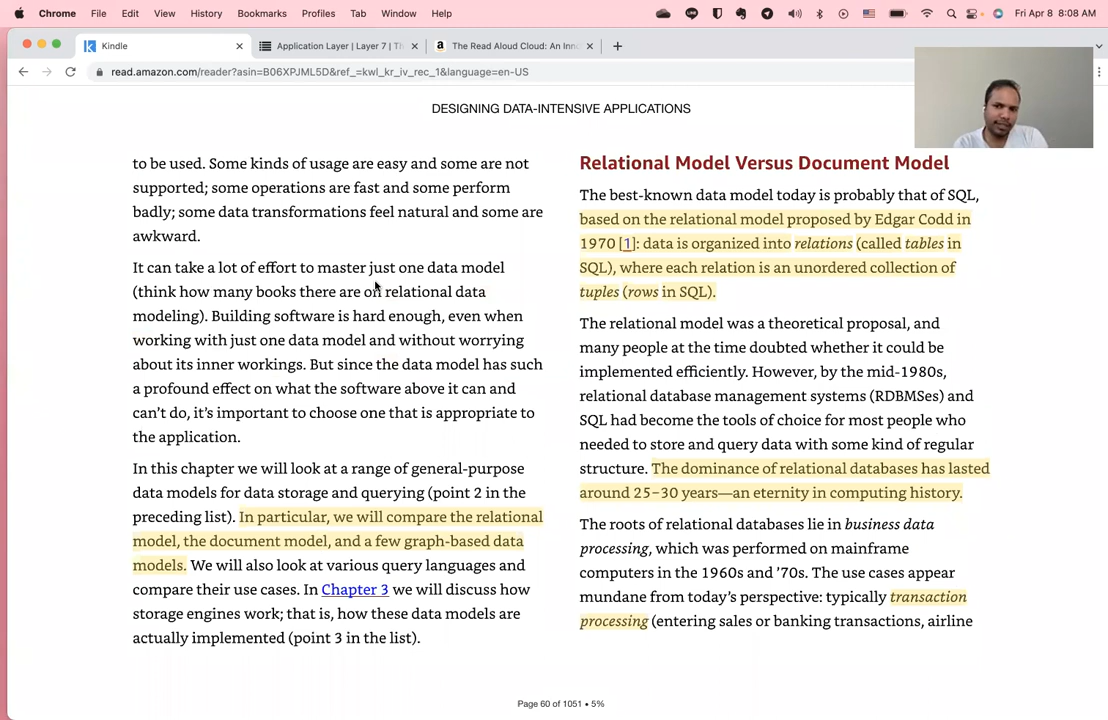 Chrome File Edit View History Bookmarks Profiles Tab Window Help Fri Apr 8 8:08 AM
Kindle Application Layer | Layer 7 | Th The Read Aloud Cloud: An Inn
read.amazon.com/reader?asin=B06XPJML5D&ref_=kwl_kr_iv_rec_1&language=en-US
DESIGNING DATA-INTENSIVE APPLICATIONS
to be used. Some kinds of usage are easy and some are not
supported; some operations are fast and some perform
badly; some data transformations feel natural and some are
awkward.
It can take a lot of effort to master just one data model
(think how many books there are on relational data
modeling). Building software is hard enough, even when
working with just one data model and without worrying
about its inner workings. But since the data model has such
a profound effect on what the software above it can and
can’t do, it’s important to choose one that is appropriate to
the application.
In this chapter we will look at a range of general-purpose
data models for data storage and querying (point 2 in the
preceding list). In particular, we will compare the relational
model, the document model, and a few graph-based data
models. We will also look at various query languages and
compare their use cases. In Chapter 3 we will discuss how
storage engines work; that is, how these data models are
actually implemented (point 3 in the list).
Relational Model Versus Document Model
The best-known data model today is probably that of SQL,
based on the relational model proposed by Edgar Codd in
1970 [1]: data is organized into relations (called tables in
SQL), where each relation is an unordered collection of
tuples (rows in SQL).
The relational model was a theoretical proposal, and
many people at the time doubted whether it could be
implemented efficiently. However, by the mid-1980s,
relational database management systems (RDBMSes) and
SQL had become the tools of choice for most people who
needed to store and query data with some kind of regular
structure. The dominance of relational databases has lasted
around 25–30 years—an eternity in computing history.
The roots of relational databases lie in business data
processing, which was performed on mainframe
computers in the 1960s and ’70s. The use cases appear
mundane from today’s perspective: typically transaction
processing (entering sales or banking transactions, airline
Page 60 of 1051 • 5%